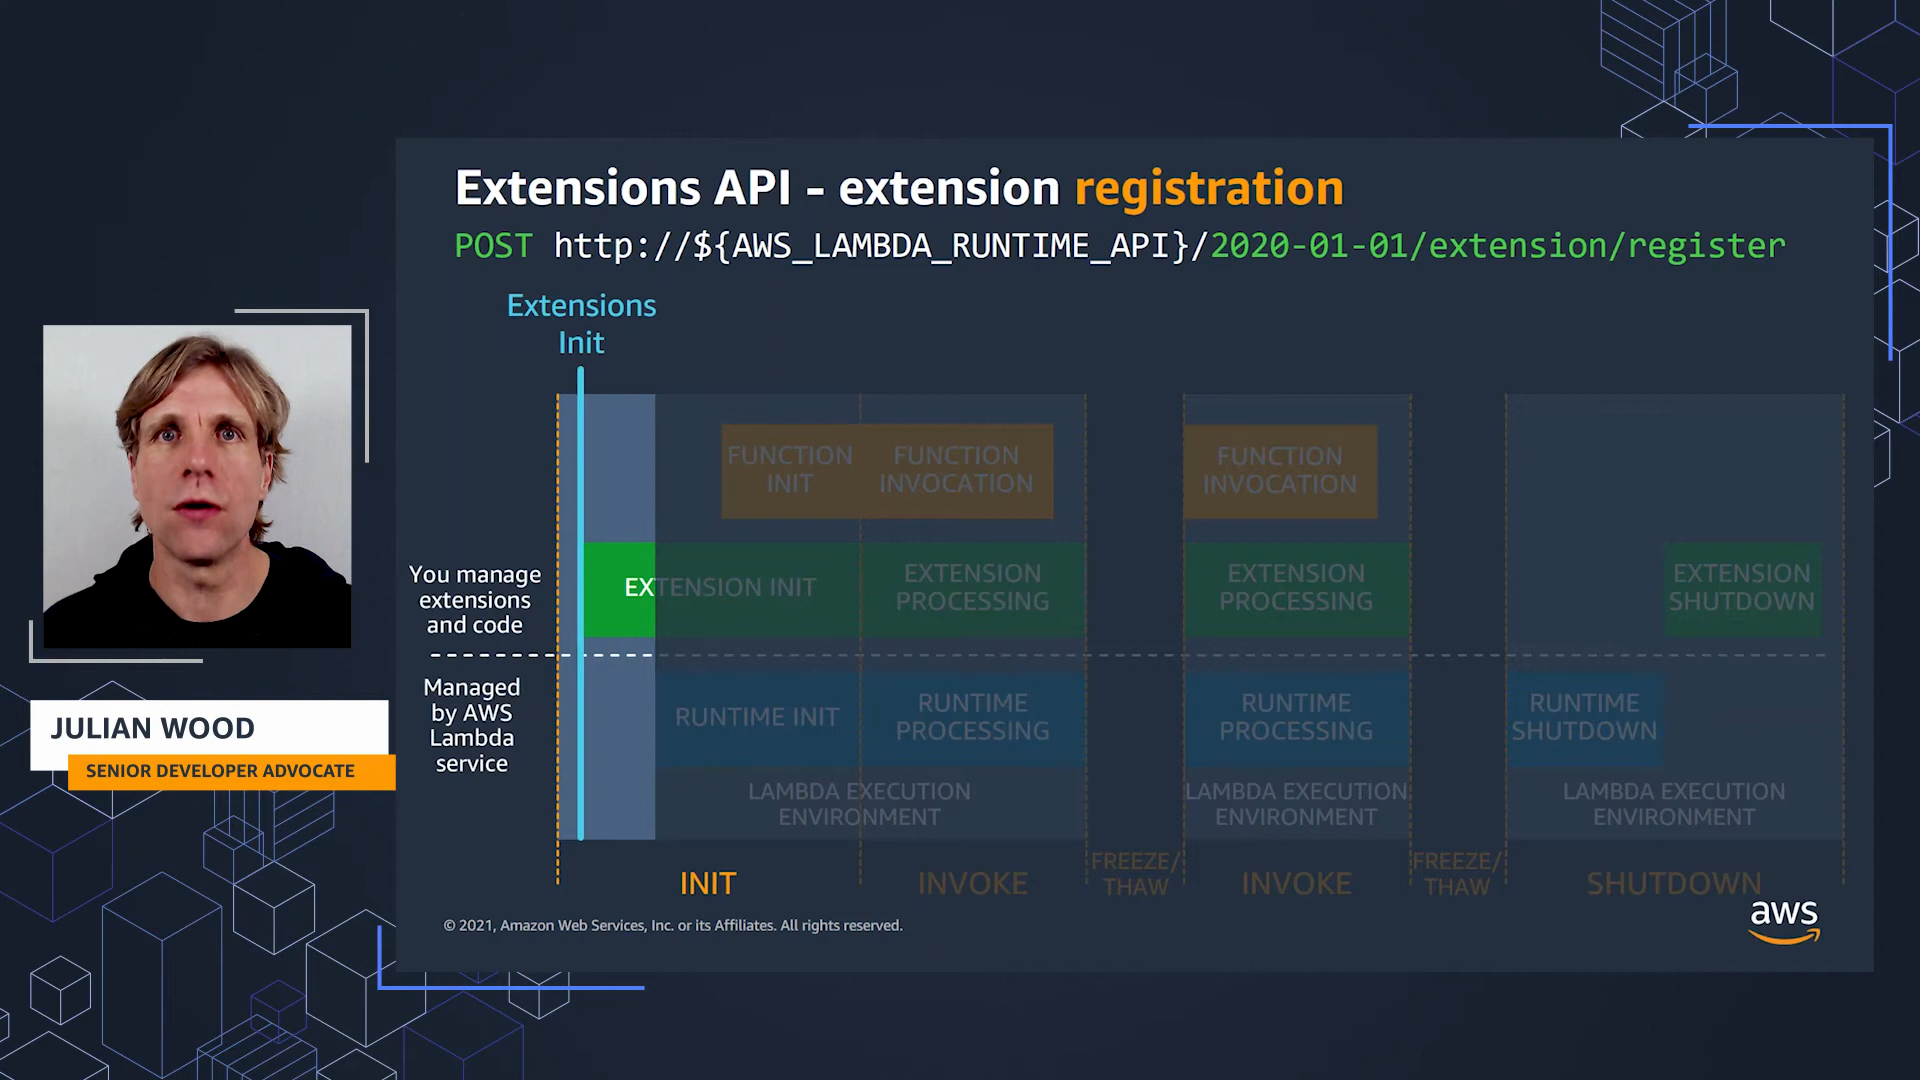 Extensions API - extension registration
POST http://${AWS_LAMBDA_RUNTIME_API}/2020-01-01/extension/register
Extensions
Init
FUNCTION
INIT
FUNCTION
INVOCATION
FUNCTION
INVOCATION
You manage
extensions
and code
EXTENSION INIT
EXTENSION
PROCESSING
EXTENSION
PROCESSING
EXTENSION
SHUTDOWN
Managed
by AWS
Lambda
service
RUNTIME INIT
RUNTIME
PROCESSING
RUNTIME
PROCESSING
RUNTIME
SHUTDOWN
LAMBDA EXECUTION
ENVIRONMENT
LAMBDA EXECUTION
ENVIRONMENT
LAMBDA EXECUTION
ENVIRONMENT
INIT
INVOKE
FREEZE/
THAW
INVOKE
FREEZE/
THAW
SHUTDOWN
© 2021, Amazon Web Services, Inc. or its Affiliates. All rights reserved.
aws
JULIAN WOOD
SENIOR DEVELOPER ADVOCATE